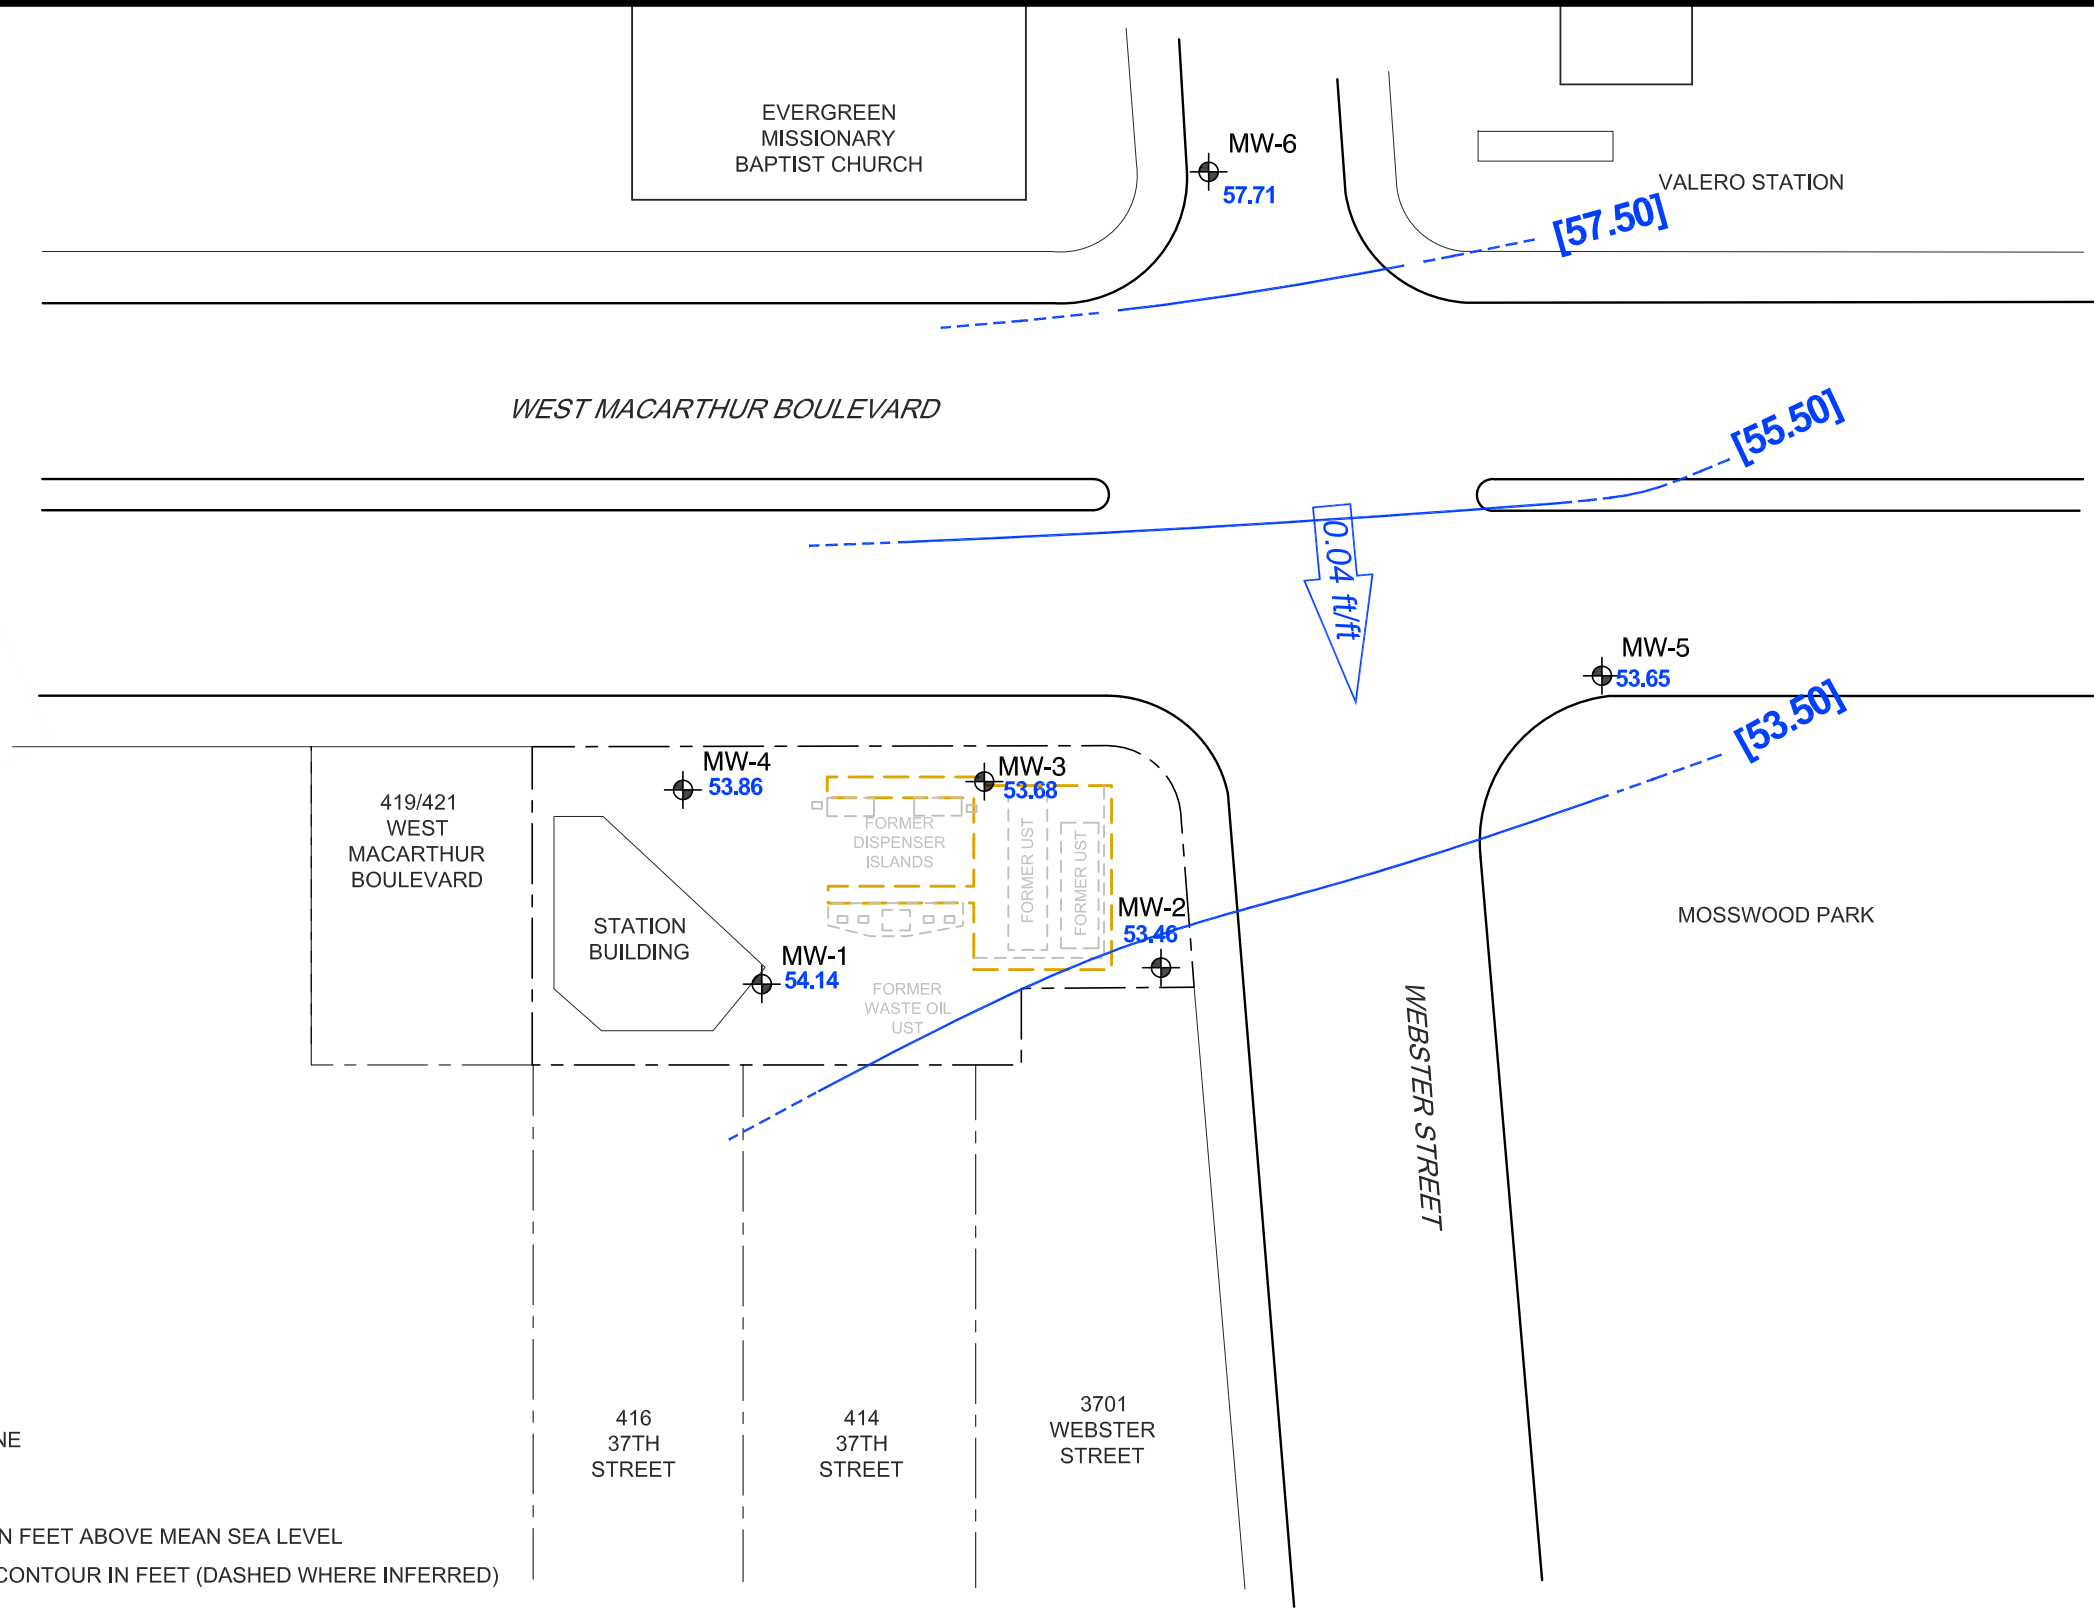 EVERGREEN
MISSIONARY
BAPTIST CHURCH
MW-6
57.71
VALERO STATION
[57.50]
WEST MACARTHUR BOULEVARD
[55.50]
0.04 ft/ft
MW-5
53.65
[53.50]
MW-4
53.86
MW-3
53.68
419/421
WEST
MACARTHUR
BOULEVARD
FORMER
DISPENSER
ISLANDS
FORMER UST
FORMER UST
STATION
BUILDING
MW-2
53.46
MOSSWOOD PARK
MW-1
54.14
FORMER
WASTE OIL
UST
WEBSTER STREET
416
37TH
STREET
414
37TH
STREET
3701
WEBSTER
STREET
NE
N FEET ABOVE MEAN SEA LEVEL
CONTOUR IN FEET (DASHED WHERE INFERRED)